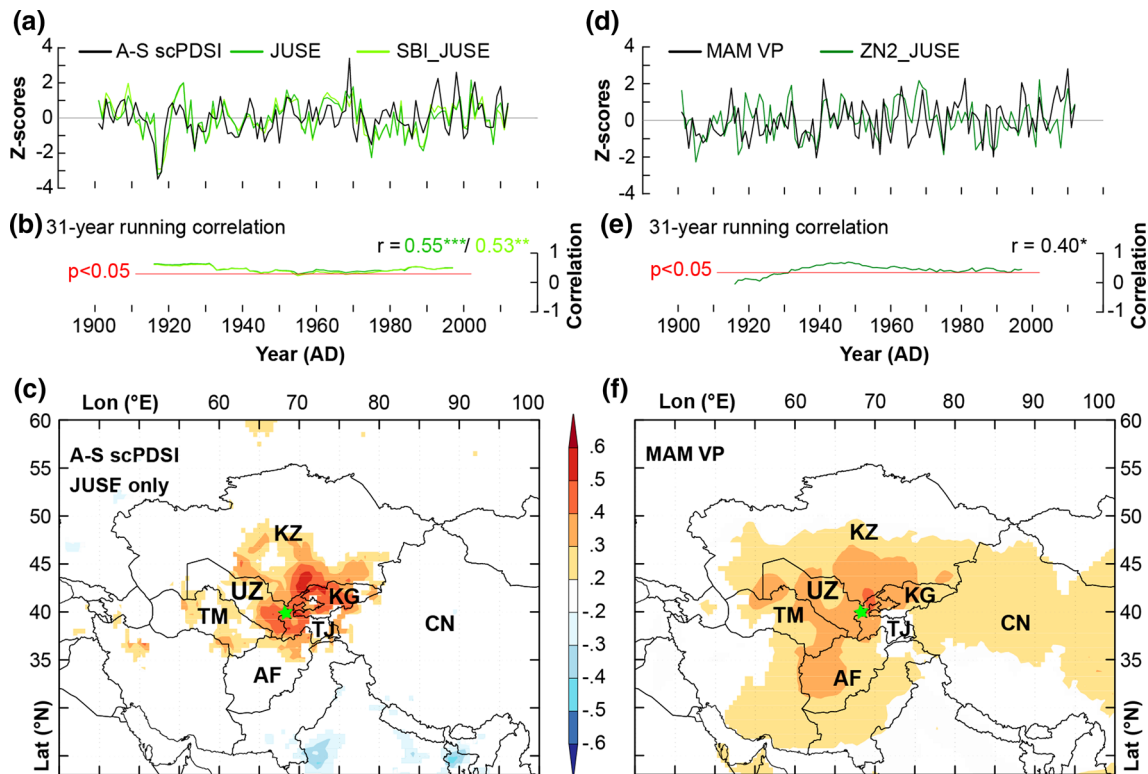 (a)
A-S scPDSI JUSE SBI_JUSE
4
2
0
-2
-4
Z-scores
(b) 31-year running correlation
r = 0.55***/ 0.53**
p<0.05
1
0
-1
Correlation
1900 1920 1940 1960 1980 2000
Year (AD)
(c) Lon (°E) 60 70 80 90 100
60
55
50
45
40
35
Lat (°N)
A-S scPDSI
JUSE only
KZ
UZ
KG
TM
TJ
CN
AF
.6
.5
.4
.3
.2
-.2
-.3
-.4
-.5
-.6
(d)
MAM VP ZN2_JUSE
4
2
0
-2
-4
Z-scores
(e) 31-year running correlation
r = 0.40*
p<0.05
1
0
-1
Correlation
1900 1920 1940 1960 1980 2000
Year (AD)
(f) Lon (°E) 60 70 80 90 100
MAM VP
KZ
UZ
KG
TM
TJ
CN
AF
60
55
50
45
40
35
Lat (°N)